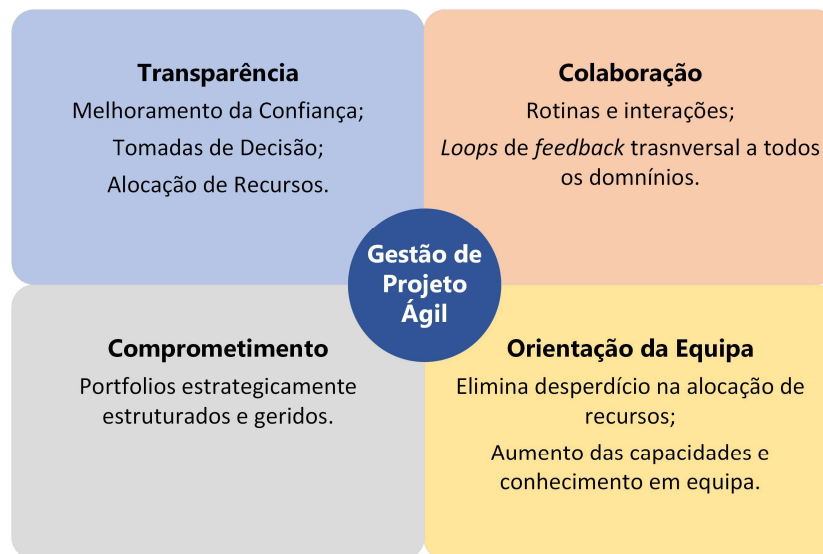 Transparência
Melhoramento da Confiança;
Tomadas de Decisão;
Alocação de Recursos.
Colaboração
Rotinas e interações;
Loops de feedback trasnversal a todos
os domnínios.
Gestão de
Projeto
Ágil
Comprometimento
Portfolios estrategicamente
estruturados e geridos.
Orientação da Equipa
Elimina desperdício na alocação de
recursos;
Aumento das capacidades e
conhecimento em equipa.